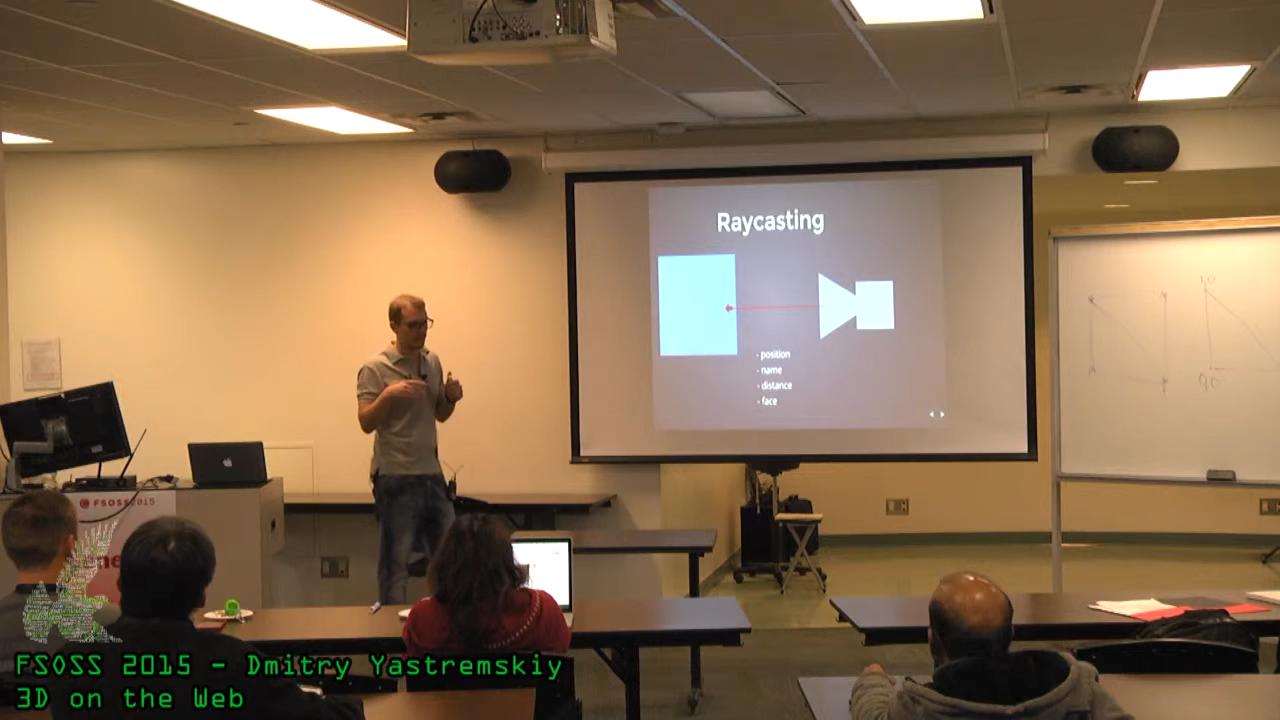 Raycasting
- position
- name
- distance
- face
FSOSS 2015
FSOSS 2015 - Dmitry Yastremskiy
3D on the Web